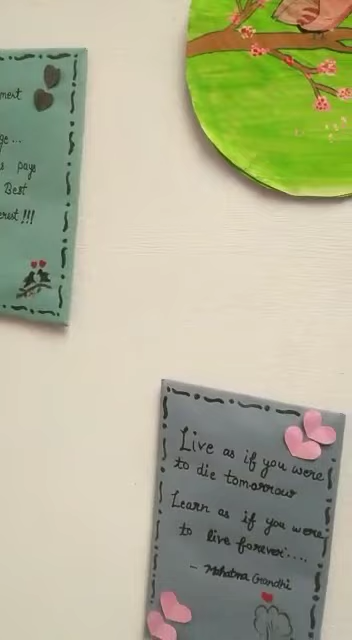 ge...
s pays
Best
!!!
Live as if you were
to die tomorrow
Learn as if you were
to live forever....
- Mahatma Gandhi